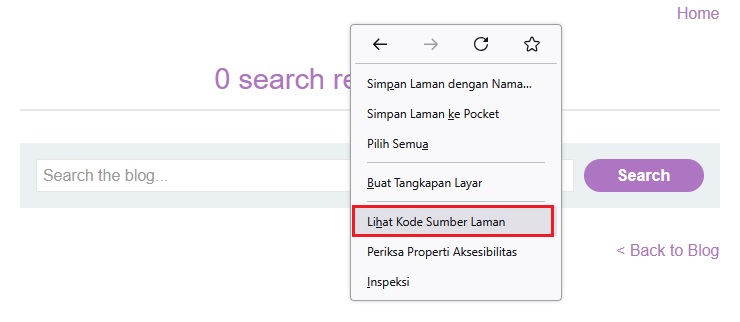 Home
0 search re
Search the blog...
Search
< Back to Blog
Simpan Laman dengan Nama...
Simpan Laman ke Pocket
Pilih Semua
Buat Tangkapan Layar
Lihat Kode Sumber Laman
Periksa Properti Aksesibilitas
Inspeksi